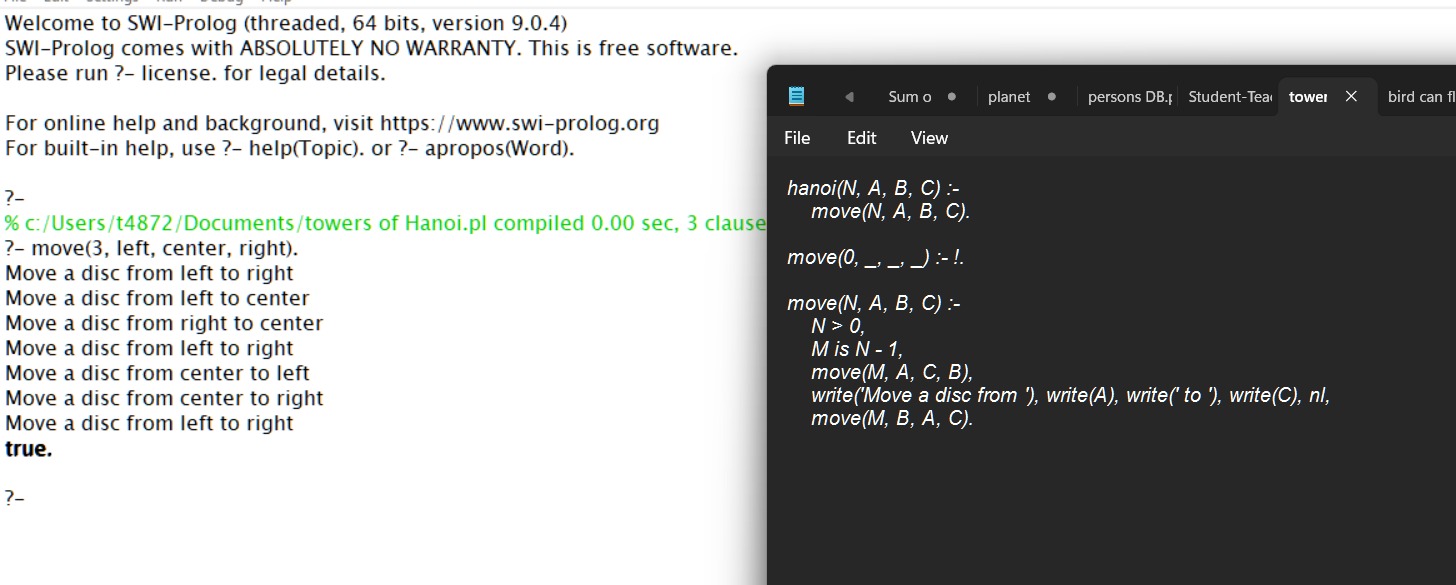 Welcome to SWI-Prolog (threaded, 64 bits, version 9.0.4)
SWI-Prolog comes with ABSOLUTELY NO WARRANTY. This is free software.
Please run ?- license. for legal details.
For online help and background, visit https://www.swi-prolog.org
For built-in help, use ?- help(Topic). or ?- apropos(Word).
?-
% c:/Users/t4872/Documents/towers of Hanoi.pl compiled 0.00 sec, 3 clause
?- move(3, left, center, right).
Move a disc from left to right
Move a disc from left to center
Move a disc from right to center
Move a disc from left to right
Move a disc from center to left
Move a disc from center to right
Move a disc from left to right
true.
?-
Sum o planet persons DB.p Student-Tea tower bird can fl
File Edit View
hanoi(N, A, B, C) :-
move(N, A, B, C).
move(0, _, _, _) :- !.
move(N, A, B, C) :-
N > 0,
M is N - 1,
move(M, A, C, B),
write('Move a disc from '), write(A), write(' to '), write(C), nl,
move(M, B, A, C).